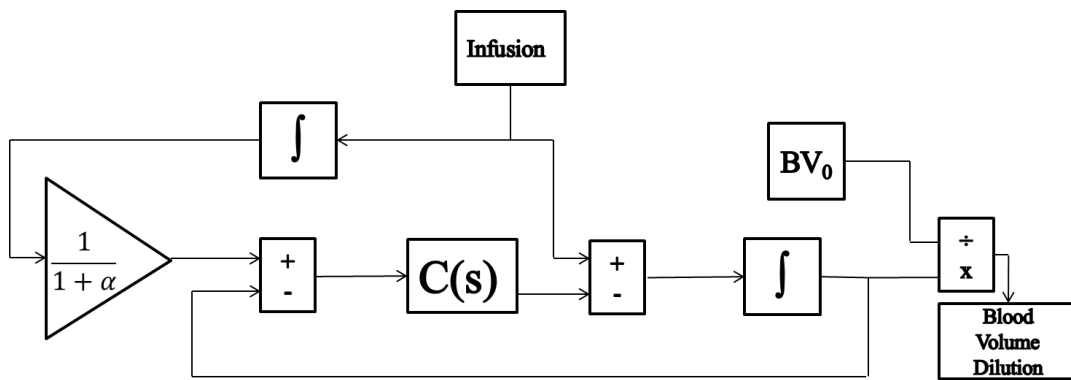 Infusion
∫
BV₀
1
1 + α
+
-
C(s)
+
-
∫
÷
x
Blood
Volume
Dilution